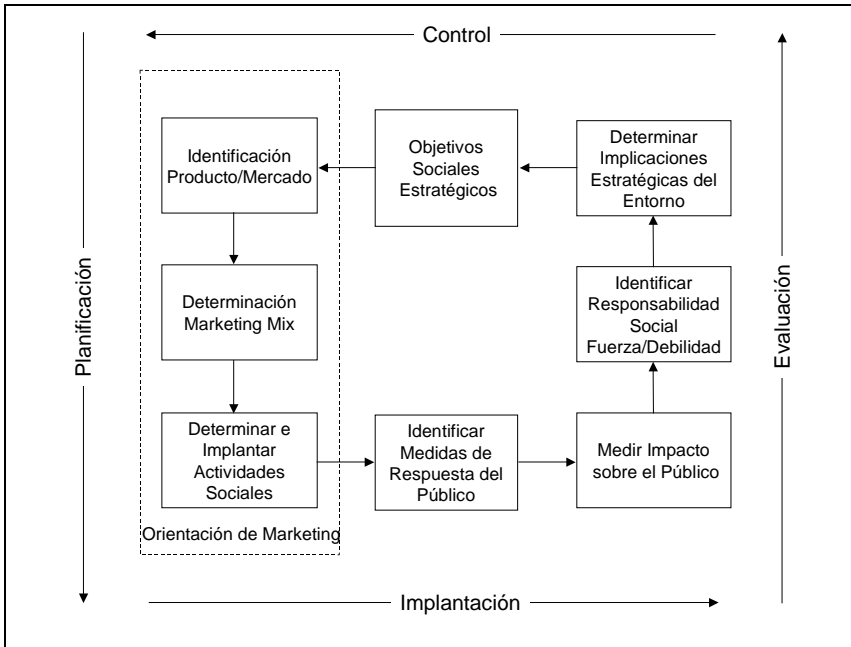 Control
Identificación
Producto/Mercado
Objetivos
Sociales
Estratégicos
Determinar
Implicaciones
Estratégicas del
Entorno
Planificación
Determinación
Marketing Mix
Identificar
Responsabilidad
Social
Fuerza/Debilidad
Evaluación
Determinar e
Implantar
Actividades
Sociales
Identificar
Medidas de
Respuesta del
Público
Medir Impacto
sobre el Público
Orientación de Marketing
Implantación